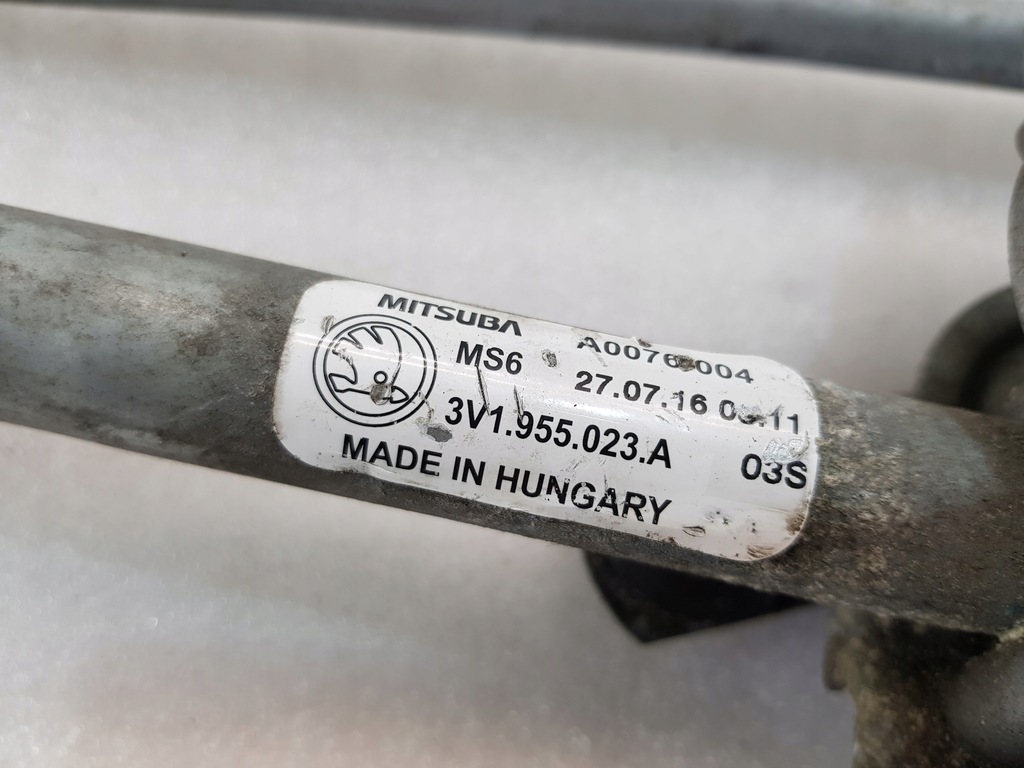 MITSUBA
MS6
27.07.16
3V1.955.023.A
03S
MADE IN HUNGARY